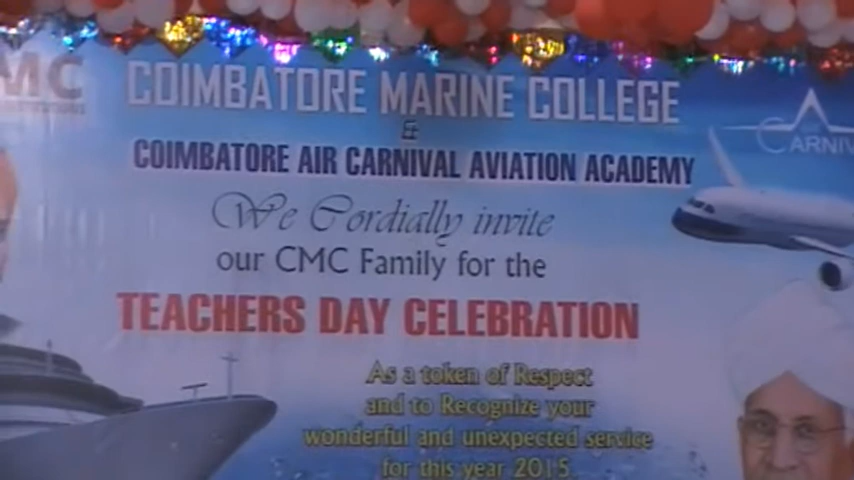 CMC
COIMBATORE MARINE COLLEGE
&
COIMBATORE AIR CARNIVAL AVIATION ACADEMY
We Cordially invite
our CMC Family for the
TEACHERS DAY CELEBRATION
As a token of Respect
and to Recognize your
wonderful and unexpected service
for this year 2015